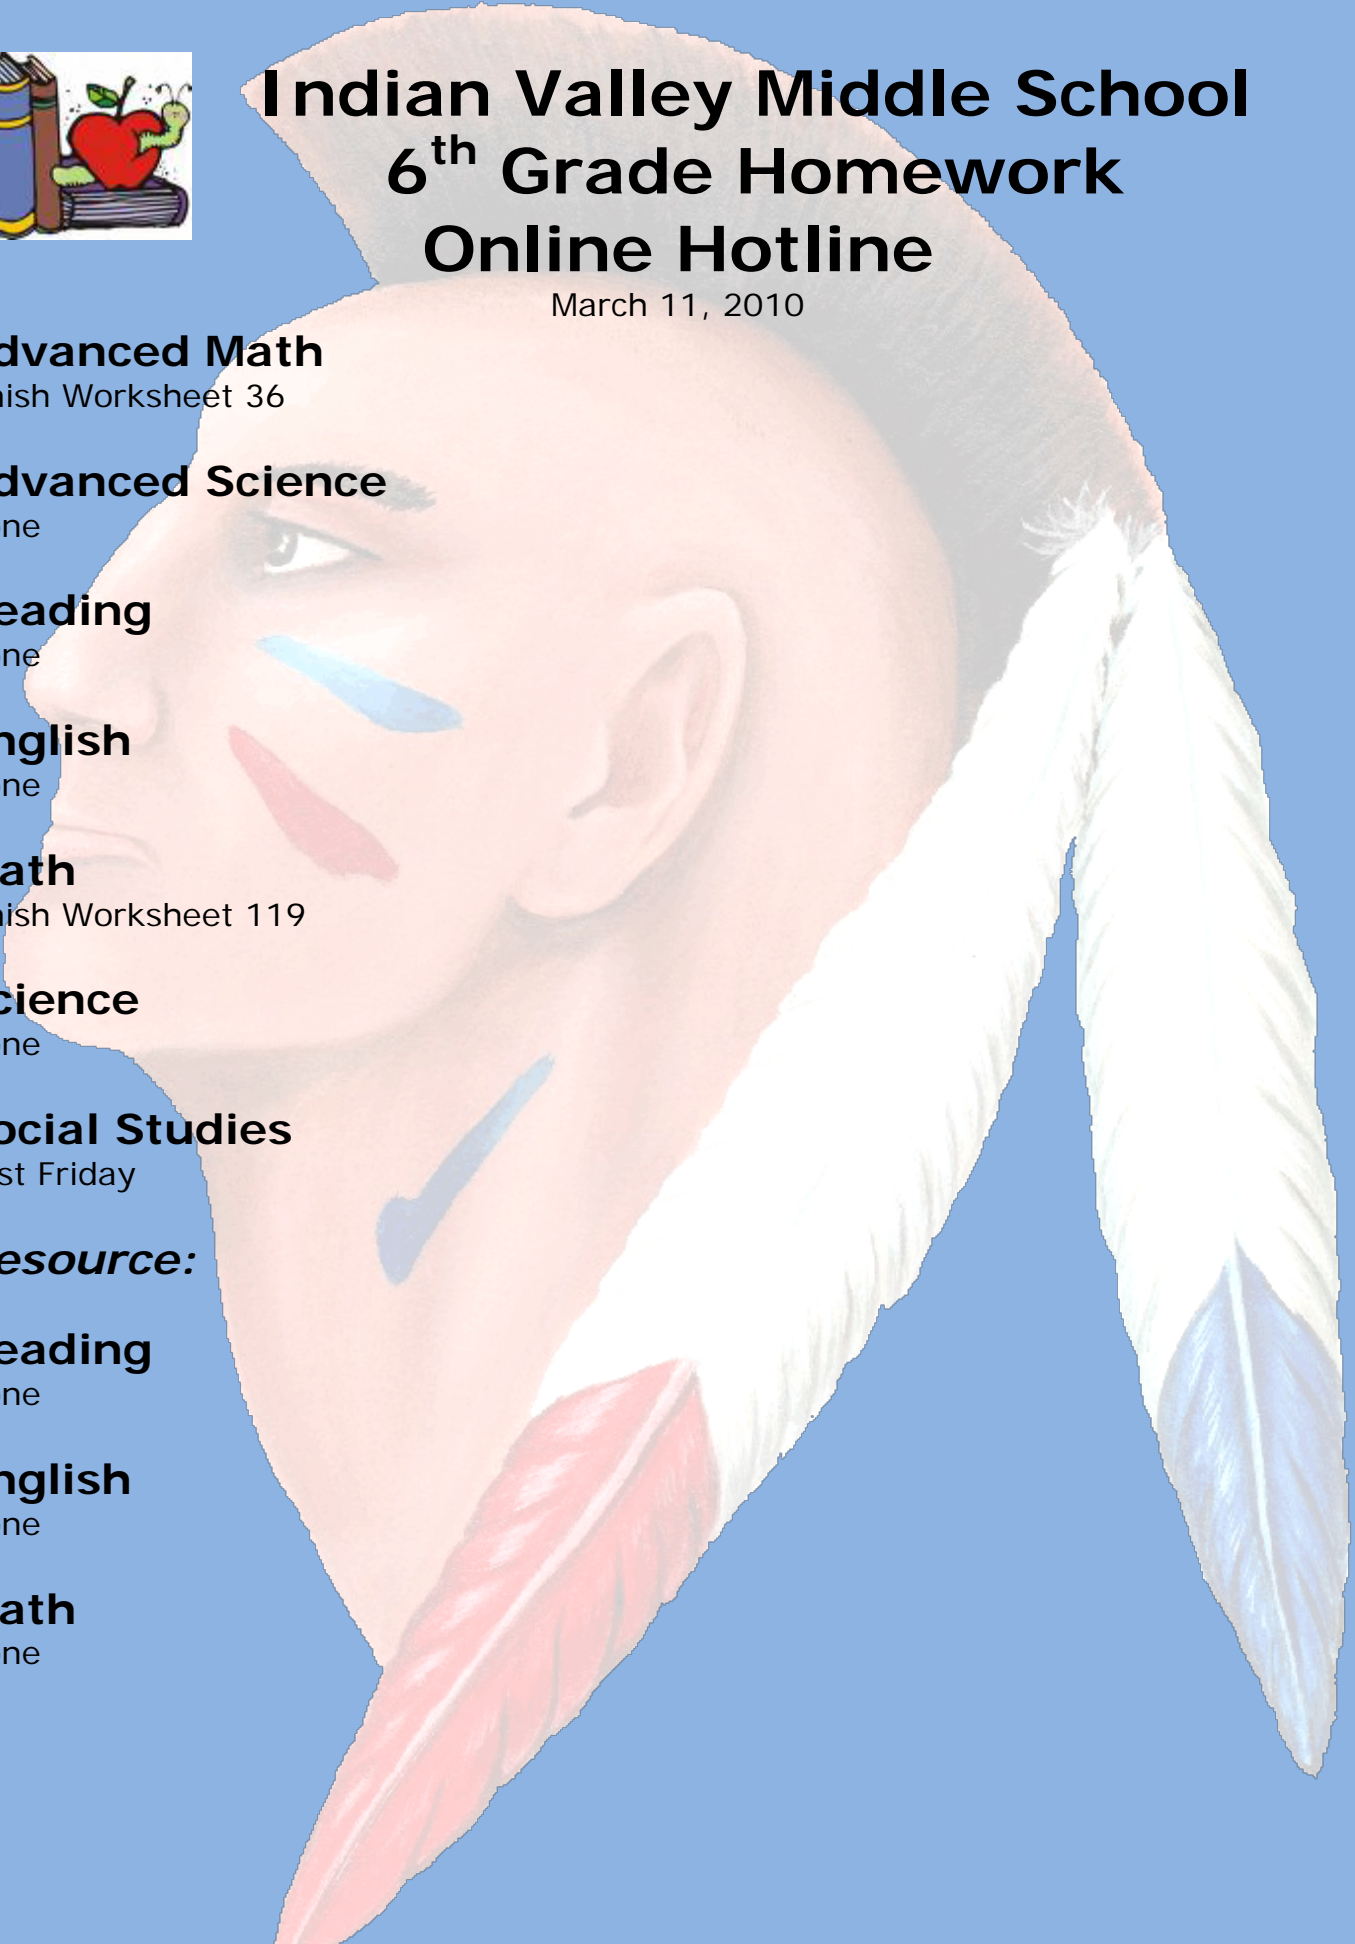 Indian Valley Middle School
6th Grade Homework
Online Hotline
March 11, 2010
dvanced Math
ish Worksheet 36
dvanced Science
ne
eading
ne
nglish
ne
ath
ish Worksheet 119
cience
ne
ocial Studies
st Friday
esource:
eading
ne
nglish
ne
ath
ne